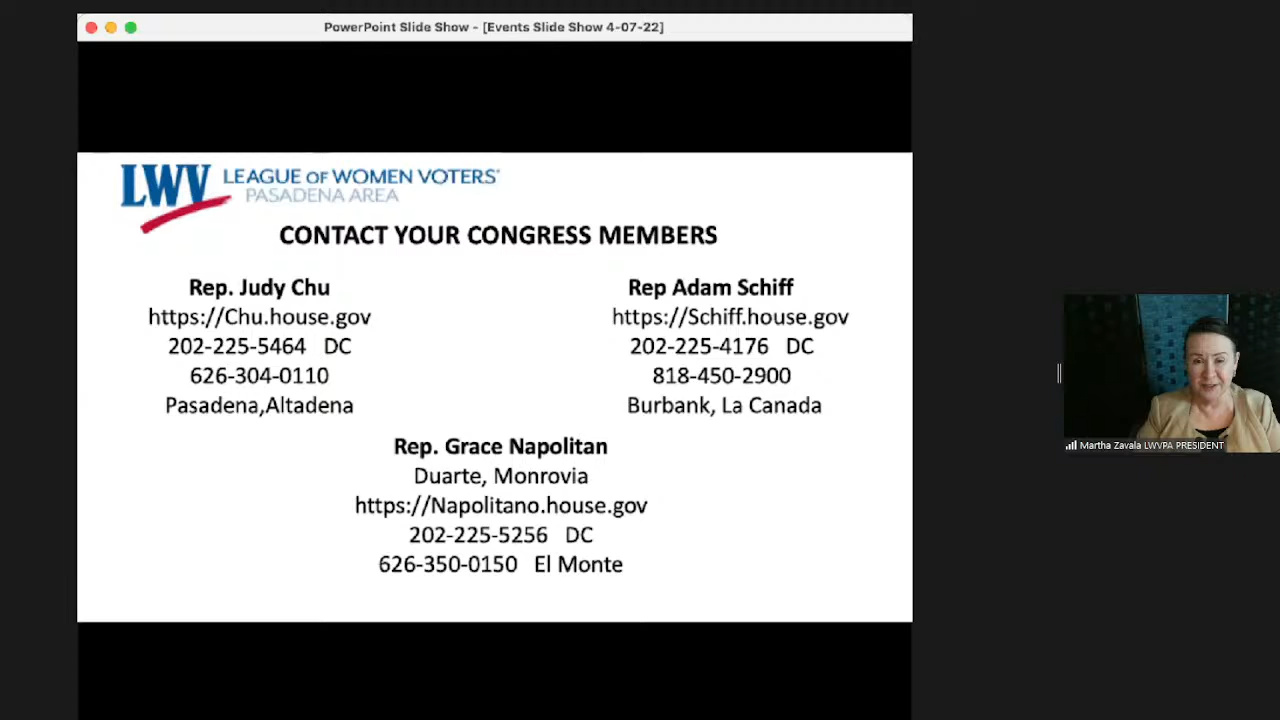 PowerPoint Slide Show - [Events Slide Show 4-07-22]
LWV LEAGUE OF WOMEN VOTERS®
PASADENA AREA
CONTACT YOUR CONGRESS MEMBERS
Rep. Judy Chu
https://Chu.house.gov
202-225-5464 DC
626-304-0110
Pasadena,Altadena
Rep Adam Schiff
https://Schiff.house.gov
202-225-4176 DC
818-450-2900
Burbank, La Canada
Rep. Grace Napolitan
Duarte, Monrovia
https://Napolitano.house.gov
202-225-5256 DC
626-350-0150 El Monte
Martha Zavala LWVPA PRESIDENT